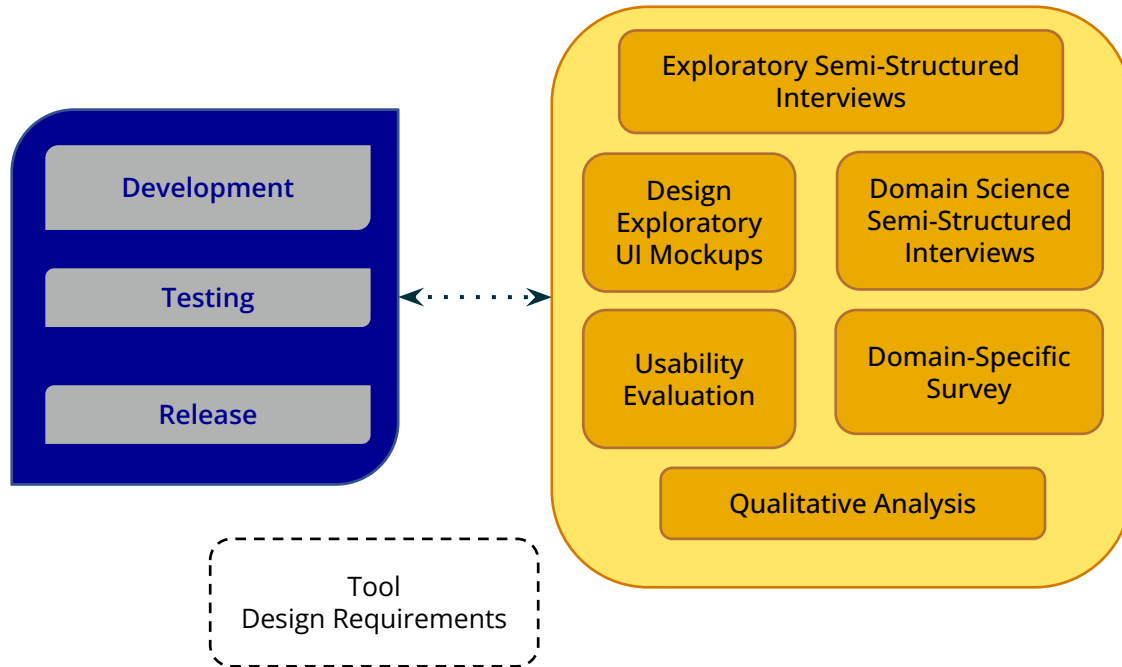 Development
Testing
Release
Exploratory Semi-Structured
Interviews
Design
Exploratory
UI Mockups
Domain Science
Semi-Structured
Interviews
Usability
Evaluation
Domain-Specific
Survey
Qualitative Analysis
Tool
Design Requirements